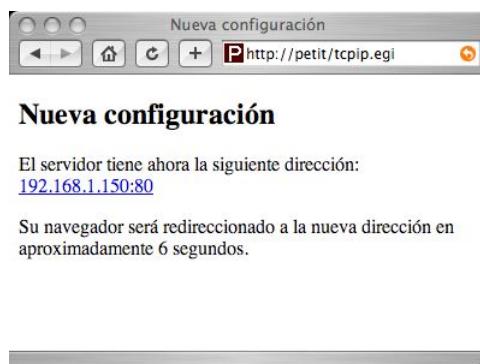 Nueva configuración
http://petit/tcpip.egi
Nueva configuración
El servidor tiene ahora la siguiente dirección:
192.168.1.150:80
Su navegador será redireccionado a la nueva dirección en
aproximadamente 6 segundos.